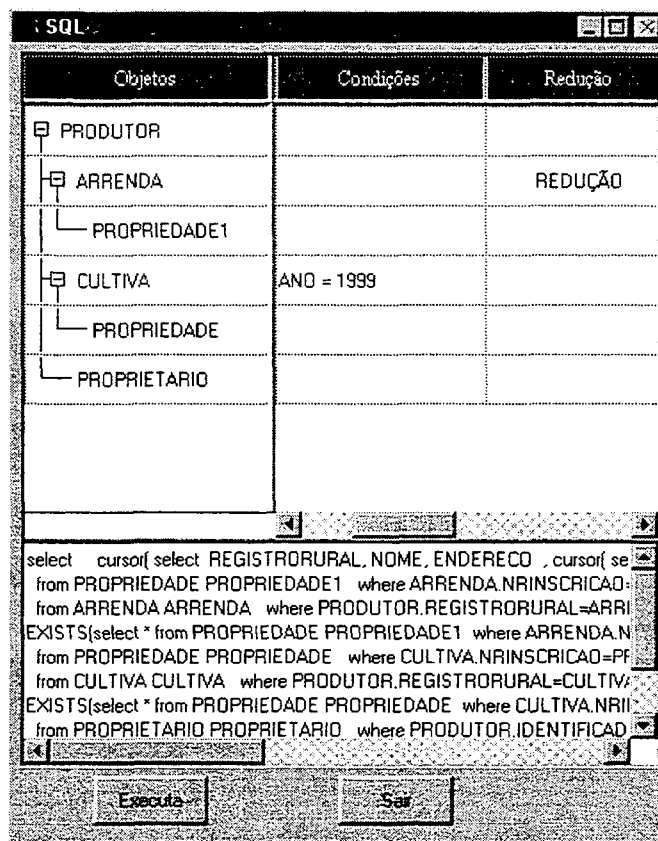 SQL
Objetos Condições Redução
PRODUTOR
ARRENDA REDUÇÃO
PROPRIEDADE1
CULTIVA ANO = 1999
PROPRIEDADE
PROPRIETARIO
select cursor( select REGISTRORURAL, NOME, ENDERECO , cursor( se
from PROPRIEDADE PROPRIEDADE1 where ARRENDA.NRINSCRICAO=
from ARRENDA ARRENDA where PRODUTOR.REGISTRORURAL=ARRI
EXISTS(select * from PROPRIEDADE PROPRIEDADE1 where ARRENDA.N
from PROPRIEDADE PROPRIEDADE where CULTIVA.NRINSCRICAO=PF
from CULTIVA CULTIVA where PRODUTOR.REGISTRORURAL=CULTIVA
EXISTS(select * from PROPRIEDADE PROPRIEDADE where CULTIVA.NRII
from PROPRIETARIO PROPRIETARIO where PRODUTOR.IDENTIFICAD
Executa Sair